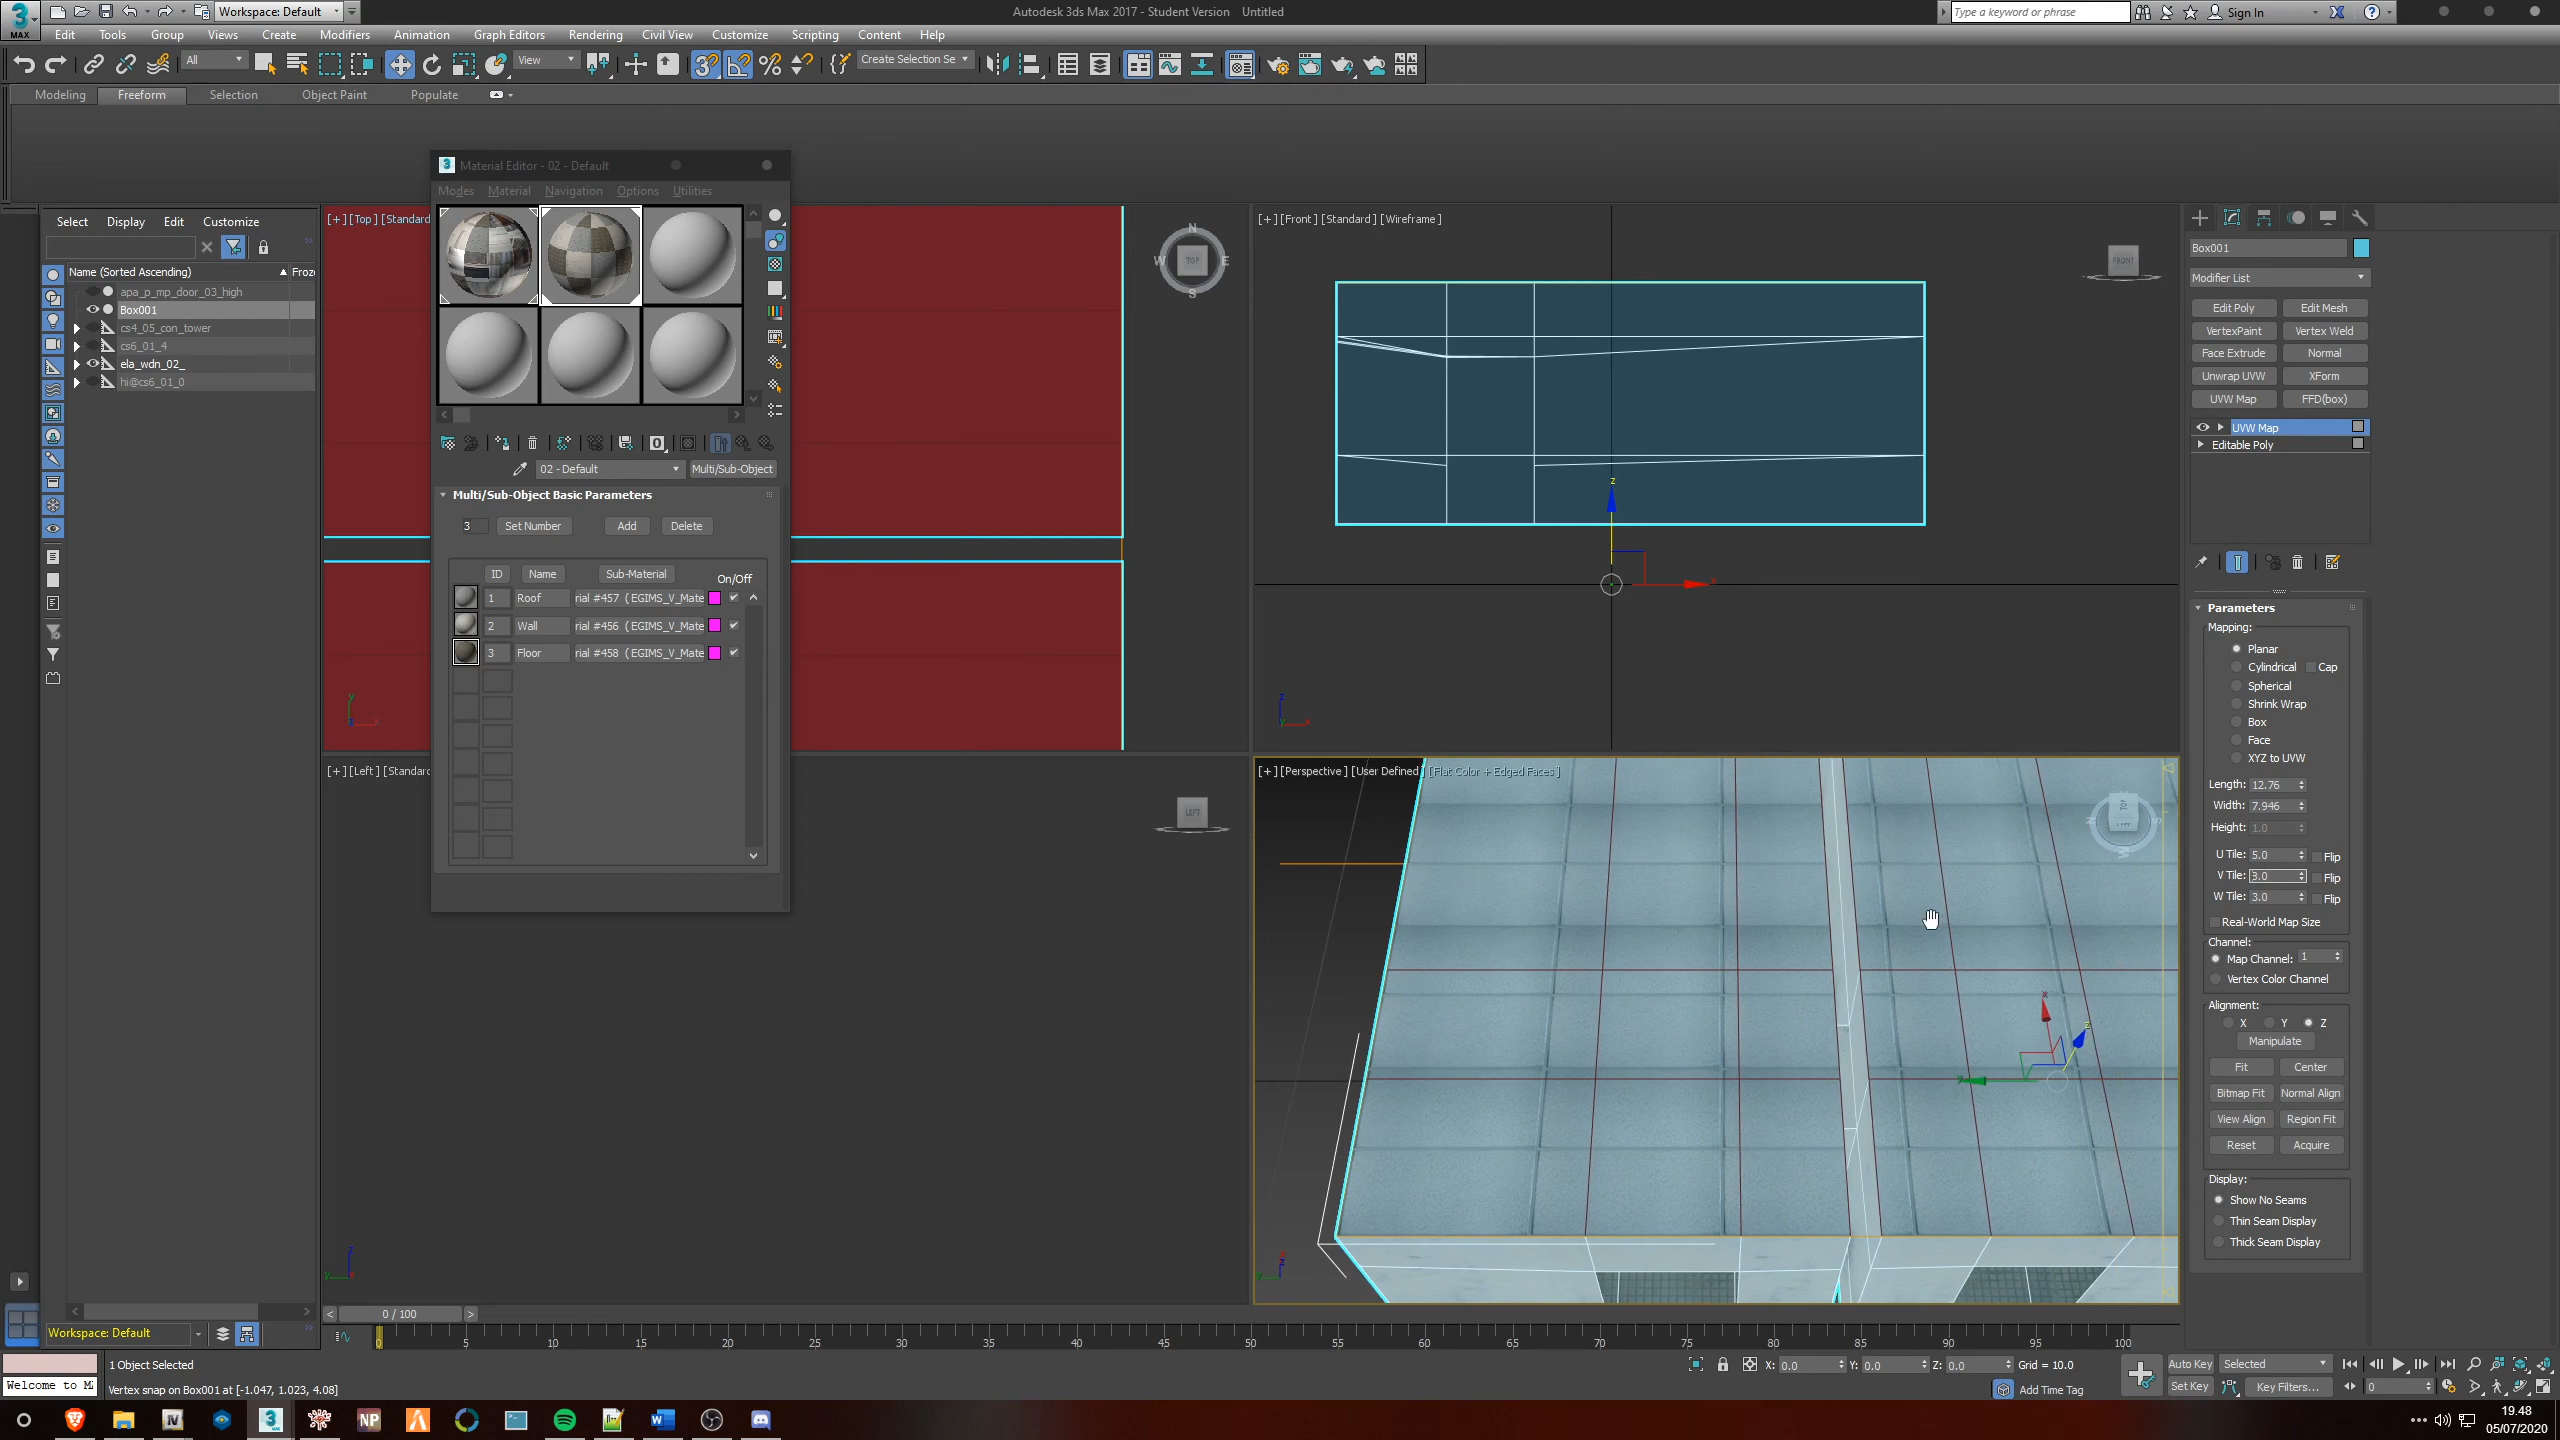 Workspace: Default
Autodesk 3ds Max 2017 - Student Version    Untitled
Type a keyword or phrase
Sign In
MAX
Edit Tools Group Views Create Modifiers Animation Graph Editors Rendering Civil View Customize Scripting Content Help
All
View
Create Selection Se
Modeling Freeform Selection Object Paint Populate
Material Editor - 02 - Default
Modes Material Navigation Options Utilities
Select Display Edit Customize
Name (Sorted Ascending)
Froz
apa_p_mp_door_03_high
Box001
cs4_05_con_tower
cs6_01_4
ela_wdn_02_
hi@cs6_01_0
[+] [Top] [Standard
N
W TOP E
S
[+] [Front] [Standard] [Wireframe]
FRONT
z
x
02 - Default
Multi/Sub-Object
Multi/Sub-Object Basic Parameters
3 Set Number Add Delete
ID Name Sub-Material On/Off
1 Roof rial #457 ( EGIMS_V_Mate
2 Wall rial #456 ( EGIMS_V_Mate
3 Floor rial #458 ( EGIMS_V_Mate
[+] [Left] [Standard
LEFT
[+] [Perspective] [User Defined] [Flat Color + Edged Faces]
Box001
Modifier List
Edit Poly Edit Mesh
VertexPaint Vertex Weld
Face Extrude Normal
Unwrap UVW XForm
UVW Map FFD(box)
UVW Map
Editable Poly
Parameters
Mapping:
Planar
Cylindrical Cap
Spherical
Shrink Wrap
Box
Face
XYZ to UVW
Length: 12.76
Width: 7.946
Height: 1.0
U Tile: 5.0 Flip
V Tile: 3.0 Flip
W Tile: 3.0 Flip
Real-World Map Size
Channel:
Map Channel: 1
Vertex Color Channel
Alignment:
X Y Z
Manipulate
Fit Center
Bitmap Fit Normal Align
View Align Region Fit
Reset Acquire
Display:
Show No Seams
Thin Seam Display
Thick Seam Display
0 / 100
0 5 10 15 20 25 30 35 40 45 50 55 60 65 70 75 80 85 90 95 100
Workspace: Default
1 Object Selected
X: 0.0 Y: 0.0 Z: 0.0 Grid = 10.0
Auto Key Selected
Welcome to M
Vertex snap on Box001 at [-1.047, 1.023, 4.08]
Add Time Tag
Set Key Key Filters... 0
19.48
05/07/2020